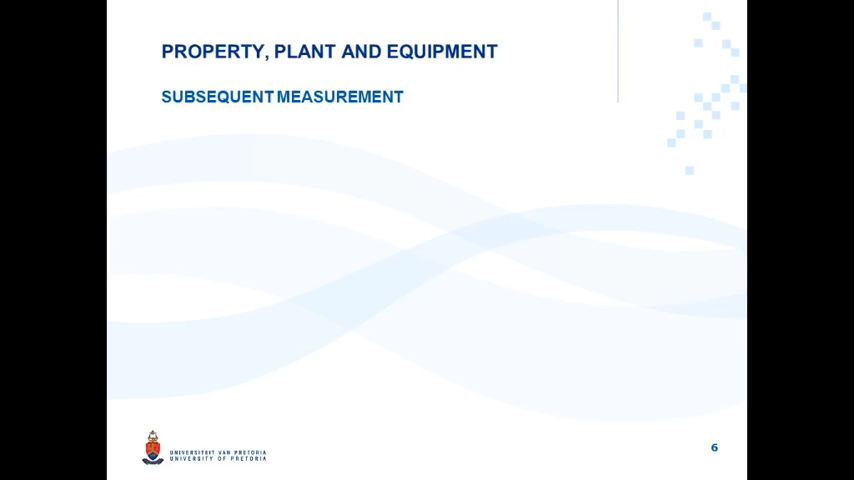 PROPERTY, PLANT AND EQUIPMENT
SUBSEQUENT MEASUREMENT
UNIVERSITEIT VAN PRETORIA
UNIVERSITY OF PRETORIA
6